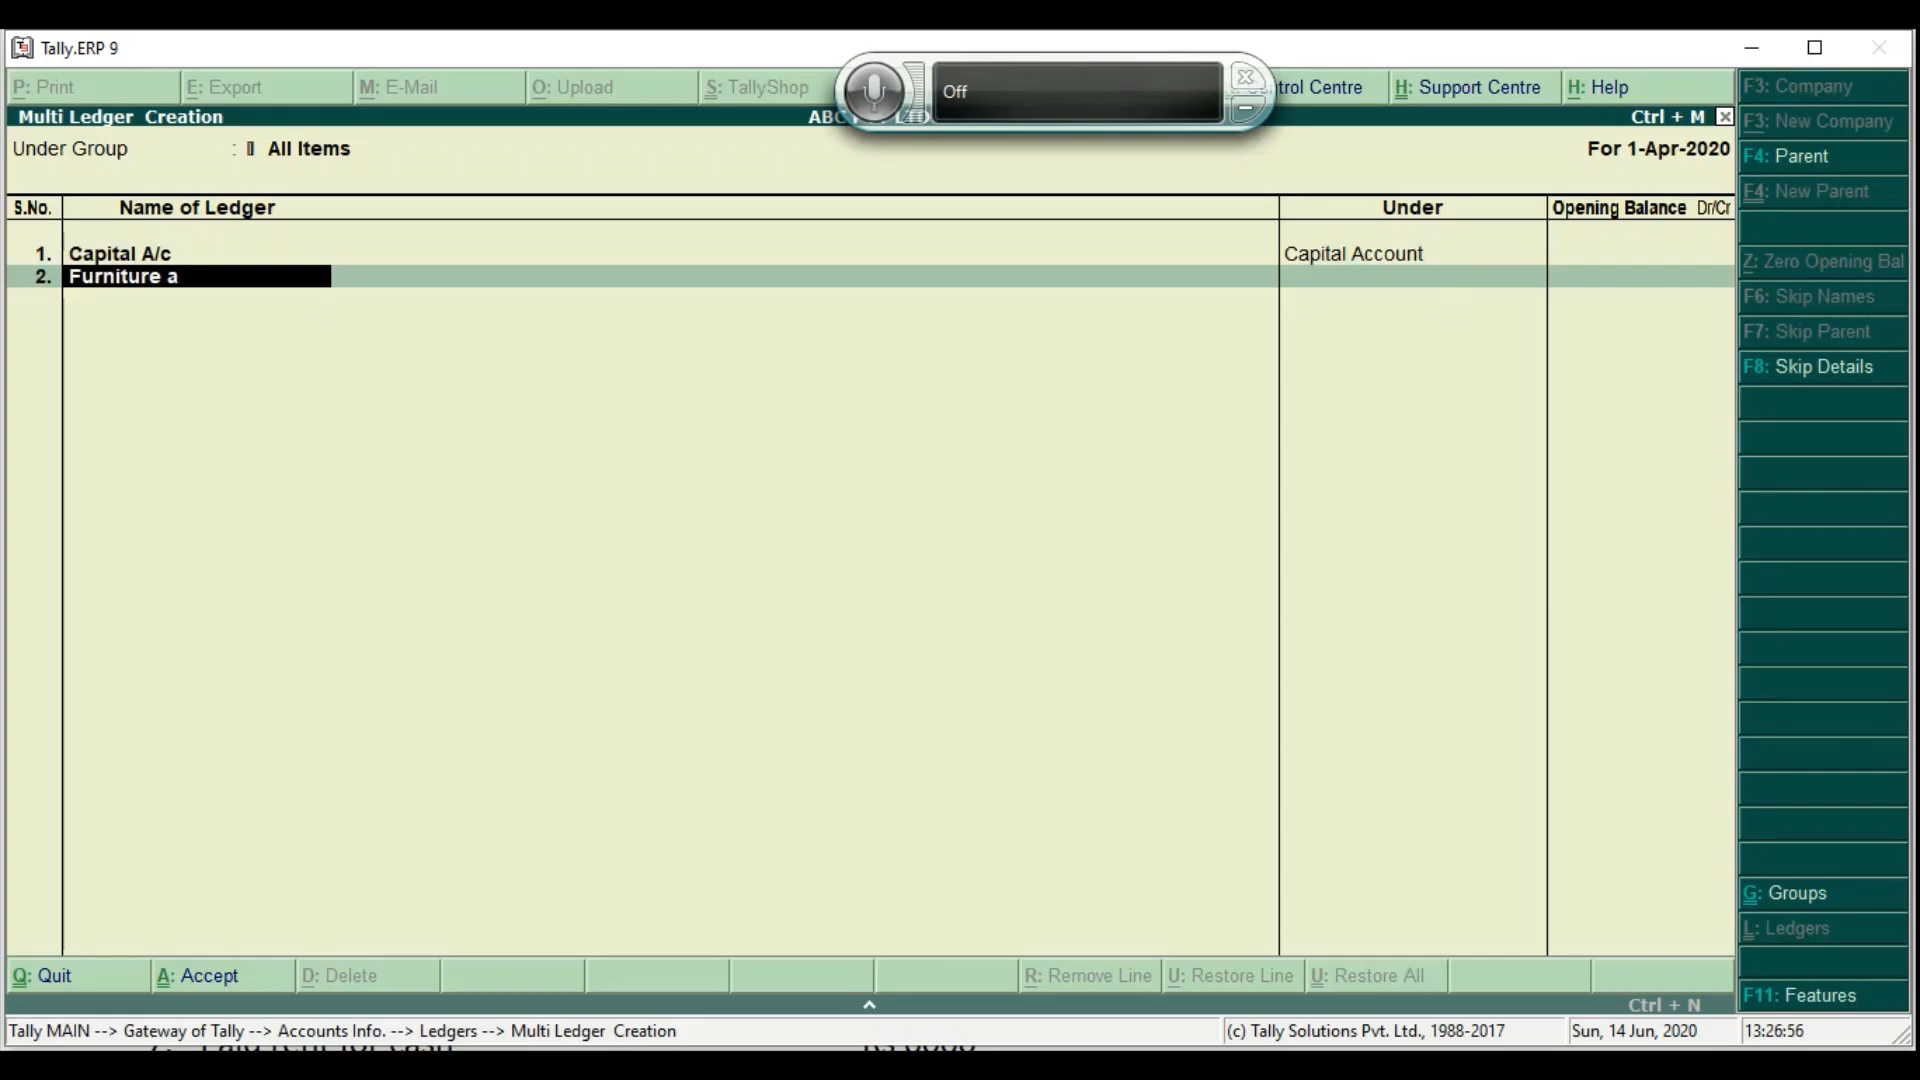 Tally.ERP 9
P: Print E: Export M: E-Mail O: Upload S: TallyShop trol Centre H: Support Centre H: Help
Off
Multi Ledger Creation ABC Ctrl + M
Under Group : All Items For 1-Apr-2020
S.No. Name of Ledger Under Opening Balance Dr/Cr
1. Capital A/c Capital Account
2. Furniture a
F3: Company
F3: New Company
F4: Parent
F4: New Parent
Z: Zero Opening Bal
F6: Skip Names
F7: Skip Parent
F8: Skip Details
G: Groups
L: Ledgers
F11: Features
Q: Quit A: Accept D: Delete R: Remove Line U: Restore Line U: Restore All
Ctrl + N
Tally MAIN --> Gateway of Tally --> Accounts Info. --> Ledgers --> Multi Ledger Creation (c) Tally Solutions Pvt. Ltd., 1988-2017 Sun, 14 Jun, 2020 13:26:56